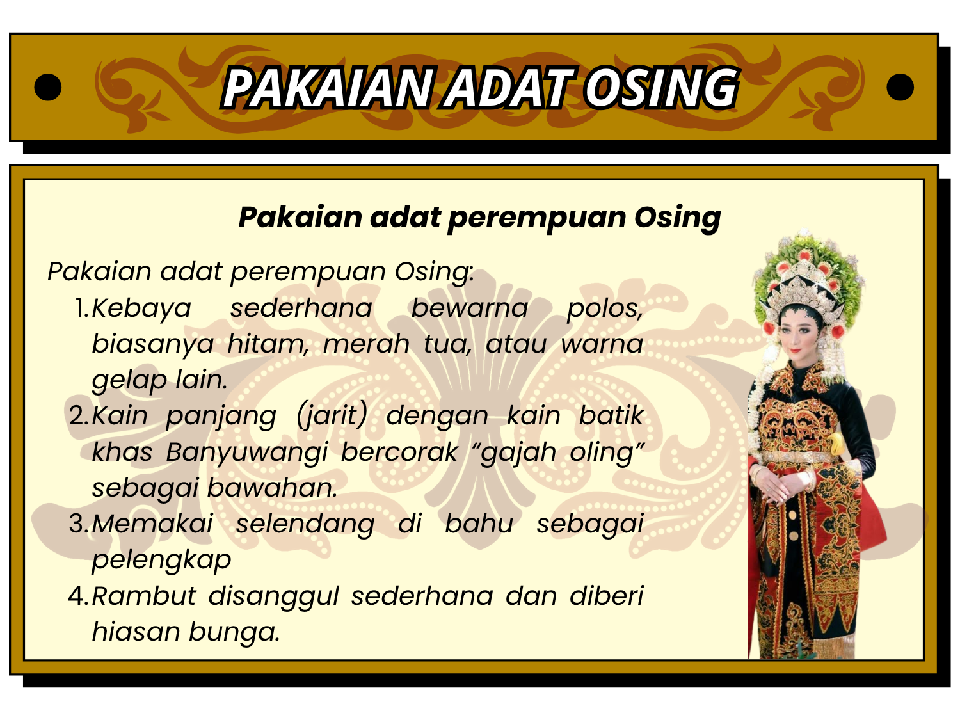 PAKAIAN ADAT OSING
Pakaian adat perempuan Osing
Pakaian adat perempuan Osing:
1.Kebaya sederhana bewarna polos,
biasanya hitam, merah tua, atau warna
gelap lain.
2.Kain panjang (jarit) dengan kain batik
khas Banyuwangi bercorak “gajah oling”
sebagai bawahan.
3.Memakai selendang di bahu sebagai
pelengkap
4.Rambut disanggul sederhana dan diberi
hiasan bunga.